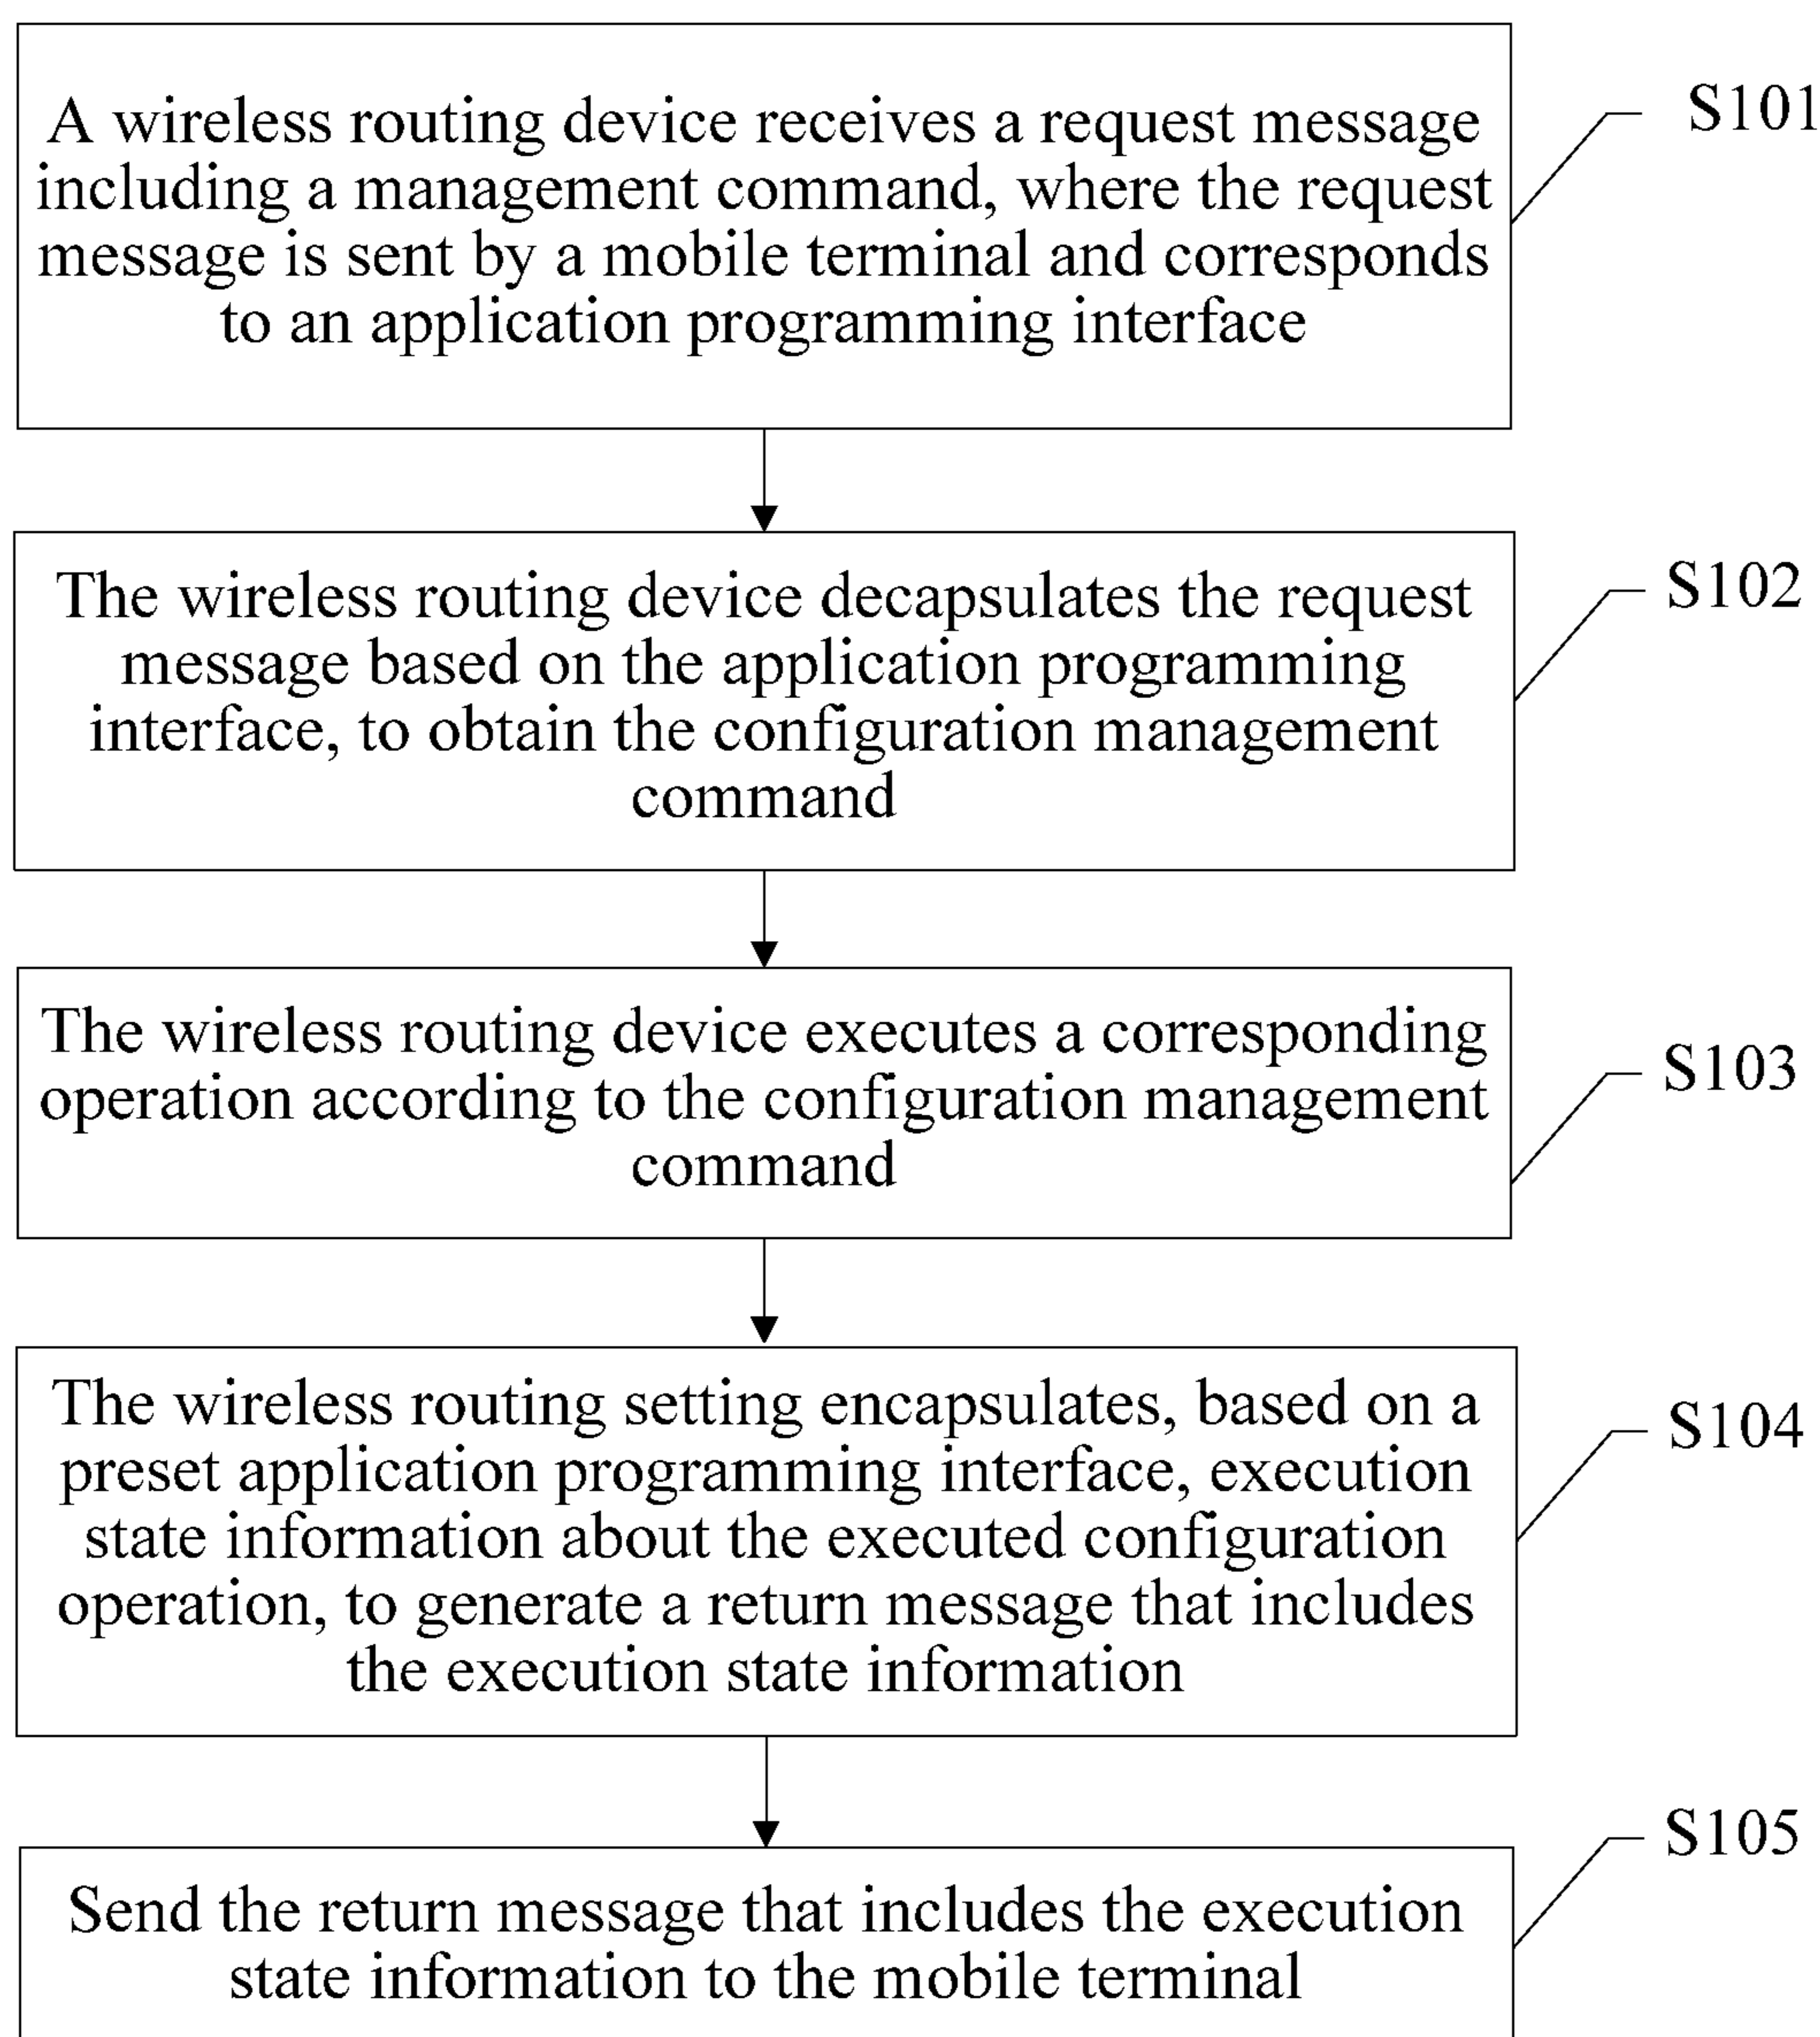 A wireless routing device receives a request message
including a management command, where the request
message is sent by a mobile terminal and corresponds
to an application programming interface
S101
The wireless routing device decapsulates the request
message based on the application programming
interface, to obtain the configuration management
command
S102
The wireless routing device executes a corresponding
operation according to the configuration management
command
S103
The wireless routing setting encapsulates, based on a
preset application programming interface, execution
state information about the executed configuration
operation, to generate a return message that includes
the execution state information
S104
Send the return message that includes the execution
state information to the mobile terminal
S105